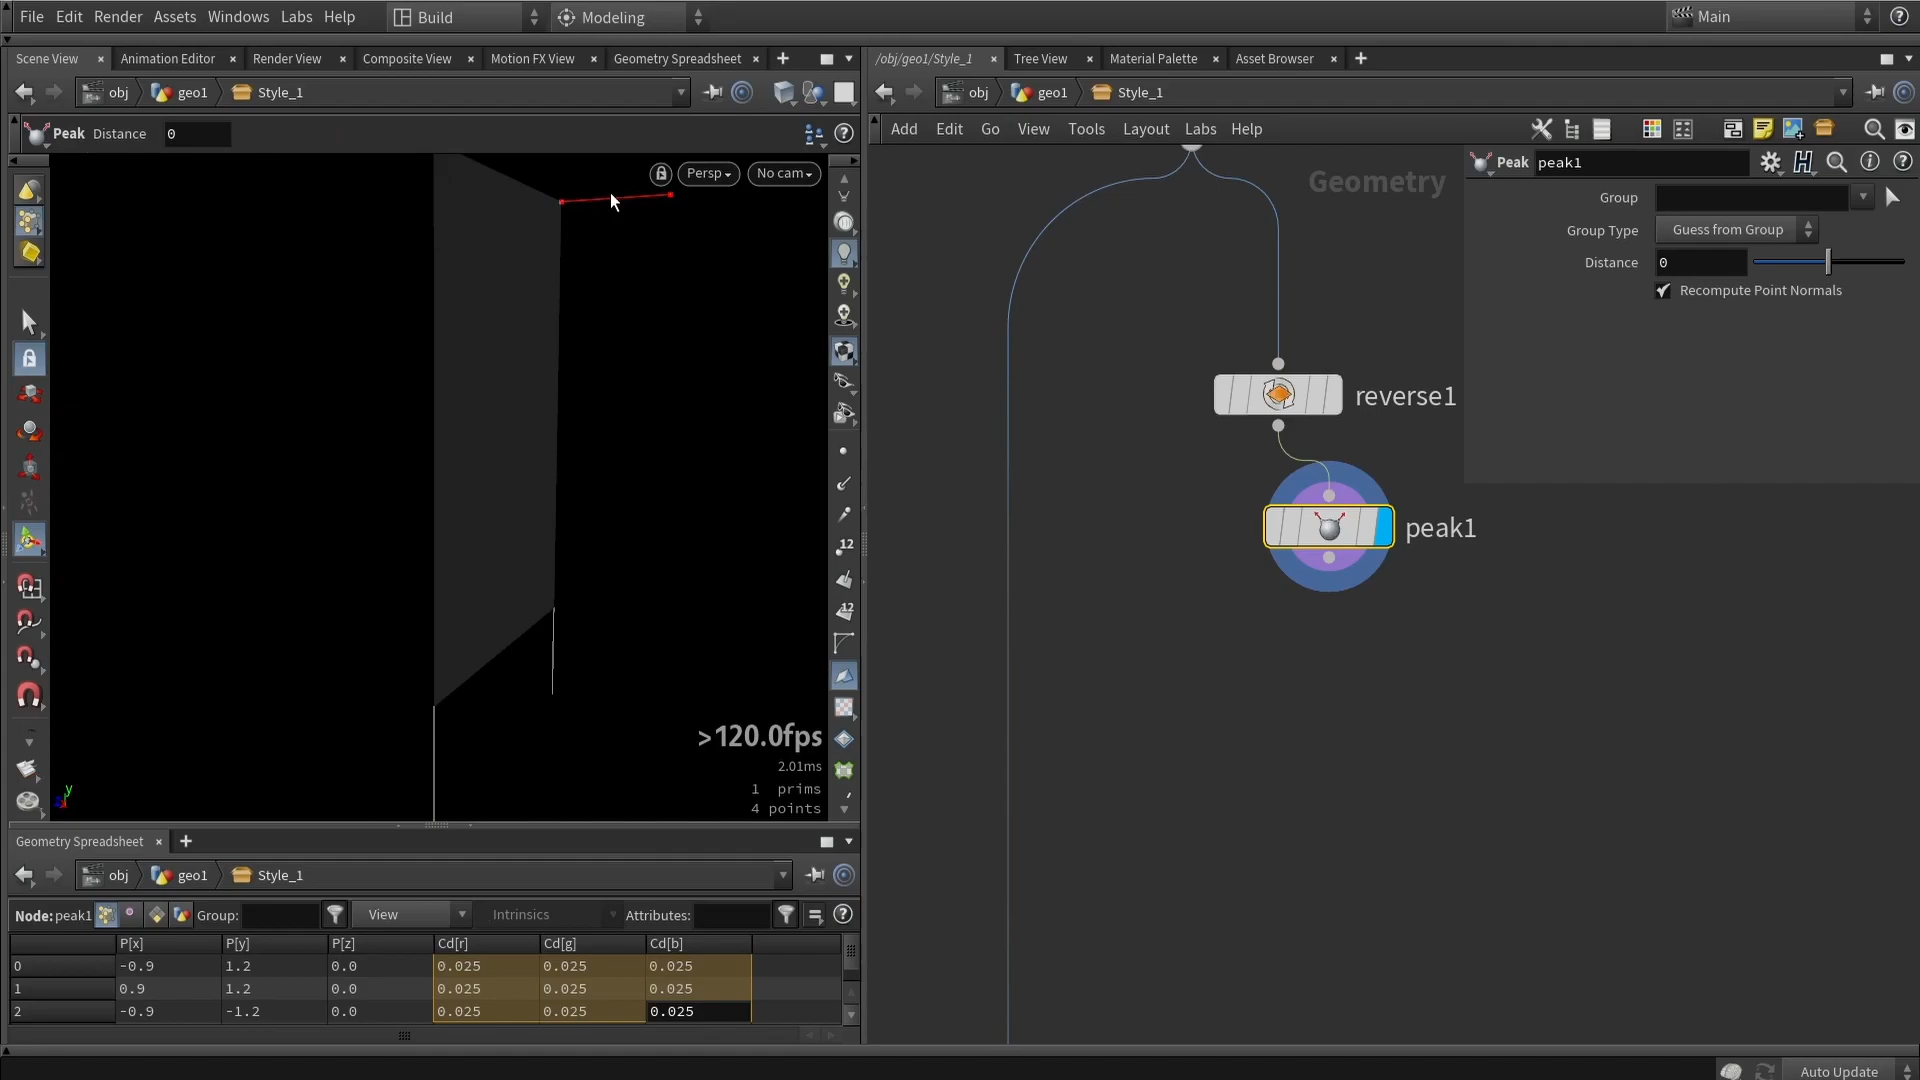 File Edit Render Assets Windows Labs Help Build Modeling Main
Scene View Animation Editor Render View Composite View Motion FX View Geometry Spreadsheet
/obj/geo1/Style_1 Tree View Material Palette Asset Browser
obj geo1 Style_1
obj geo1 Style_1
Peak Distance 0
Add Edit Go View Tools Layout Labs Help
Persp
No cam
Geometry
Peak peak1
Group
Group Type Guess from Group
Distance 0
Recompute Point Normals
reverse1
peak1
12
12
>120.0fps
2.01ms
1 prims
4 points
y
Geometry Spreadsheet
obj geo1 Style_1
Node: peak1 Group: View Intrinsics Attributes:
P[x] P[y] P[z] Cd[r] Cd[g] Cd[b]
0 -0.9 1.2 0.0 0.025 0.025 0.025
1 0.9 1.2 0.0 0.025 0.025 0.025
2 -0.9 -1.2 0.0 0.025 0.025 0.025
Auto Update